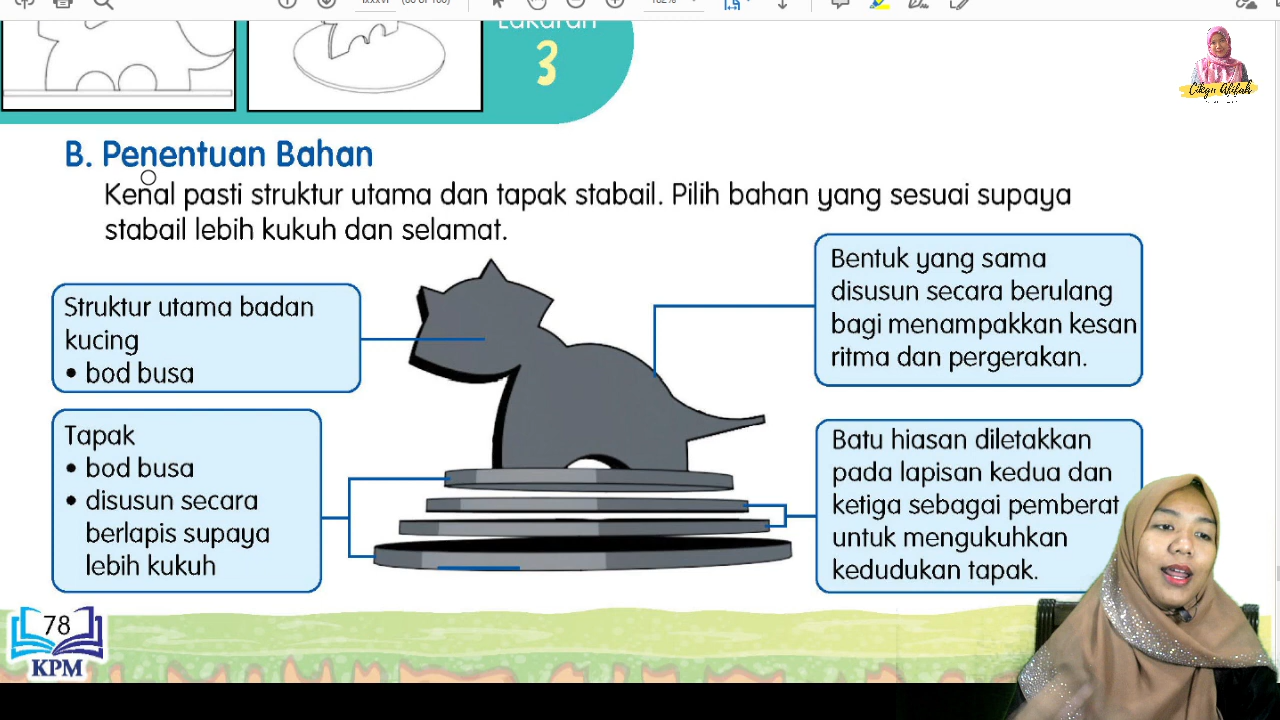 Lakaran
3
Cikgu Afifah
B. Penentuan Bahan
Kenal pasti struktur utama dan tapak stabail. Pilih bahan yang sesuai supaya
stabail lebih kukuh dan selamat.
Struktur utama badan
kucing
• bod busa
Bentuk yang sama
disusun secara berulang
bagi menampakkan kesan
ritma dan pergerakan.
Tapak
• bod busa
• disusun secara
berlapis supaya
lebih kukuh
Batu hiasan diletakkan
pada lapisan kedua dan
ketiga sebagai pemberat
untuk mengukuhkan
kedudukan tapak.
78
KPM